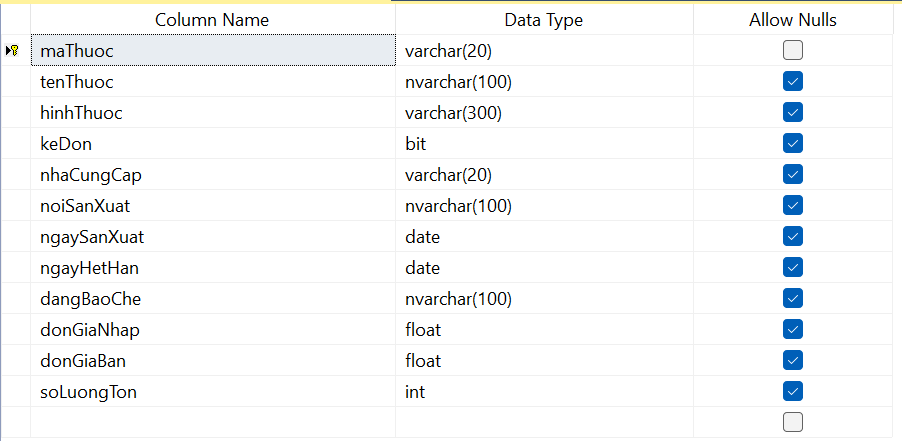 Column Name Data Type Allow Nulls
maThuoc varchar(20)
tenThuoc nvarchar(100)
hinhThuoc varchar(300)
keDon bit
nhaCungCap varchar(20)
noiSanXuat nvarchar(100)
ngaySanXuat date
ngayHetHan date
dangBaoChe nvarchar(100)
donGiaNhap float
donGiaBan float
soLuongTon int